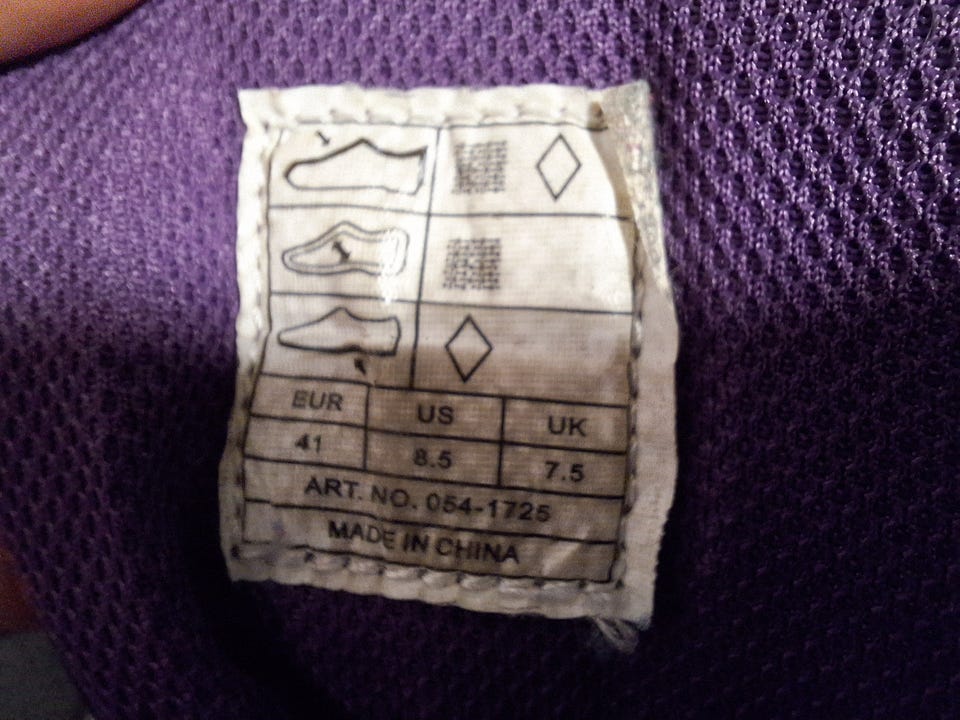 EUR US UK
41 8.5 7.5
ART. NO. 054-1725
MADE IN CHINA